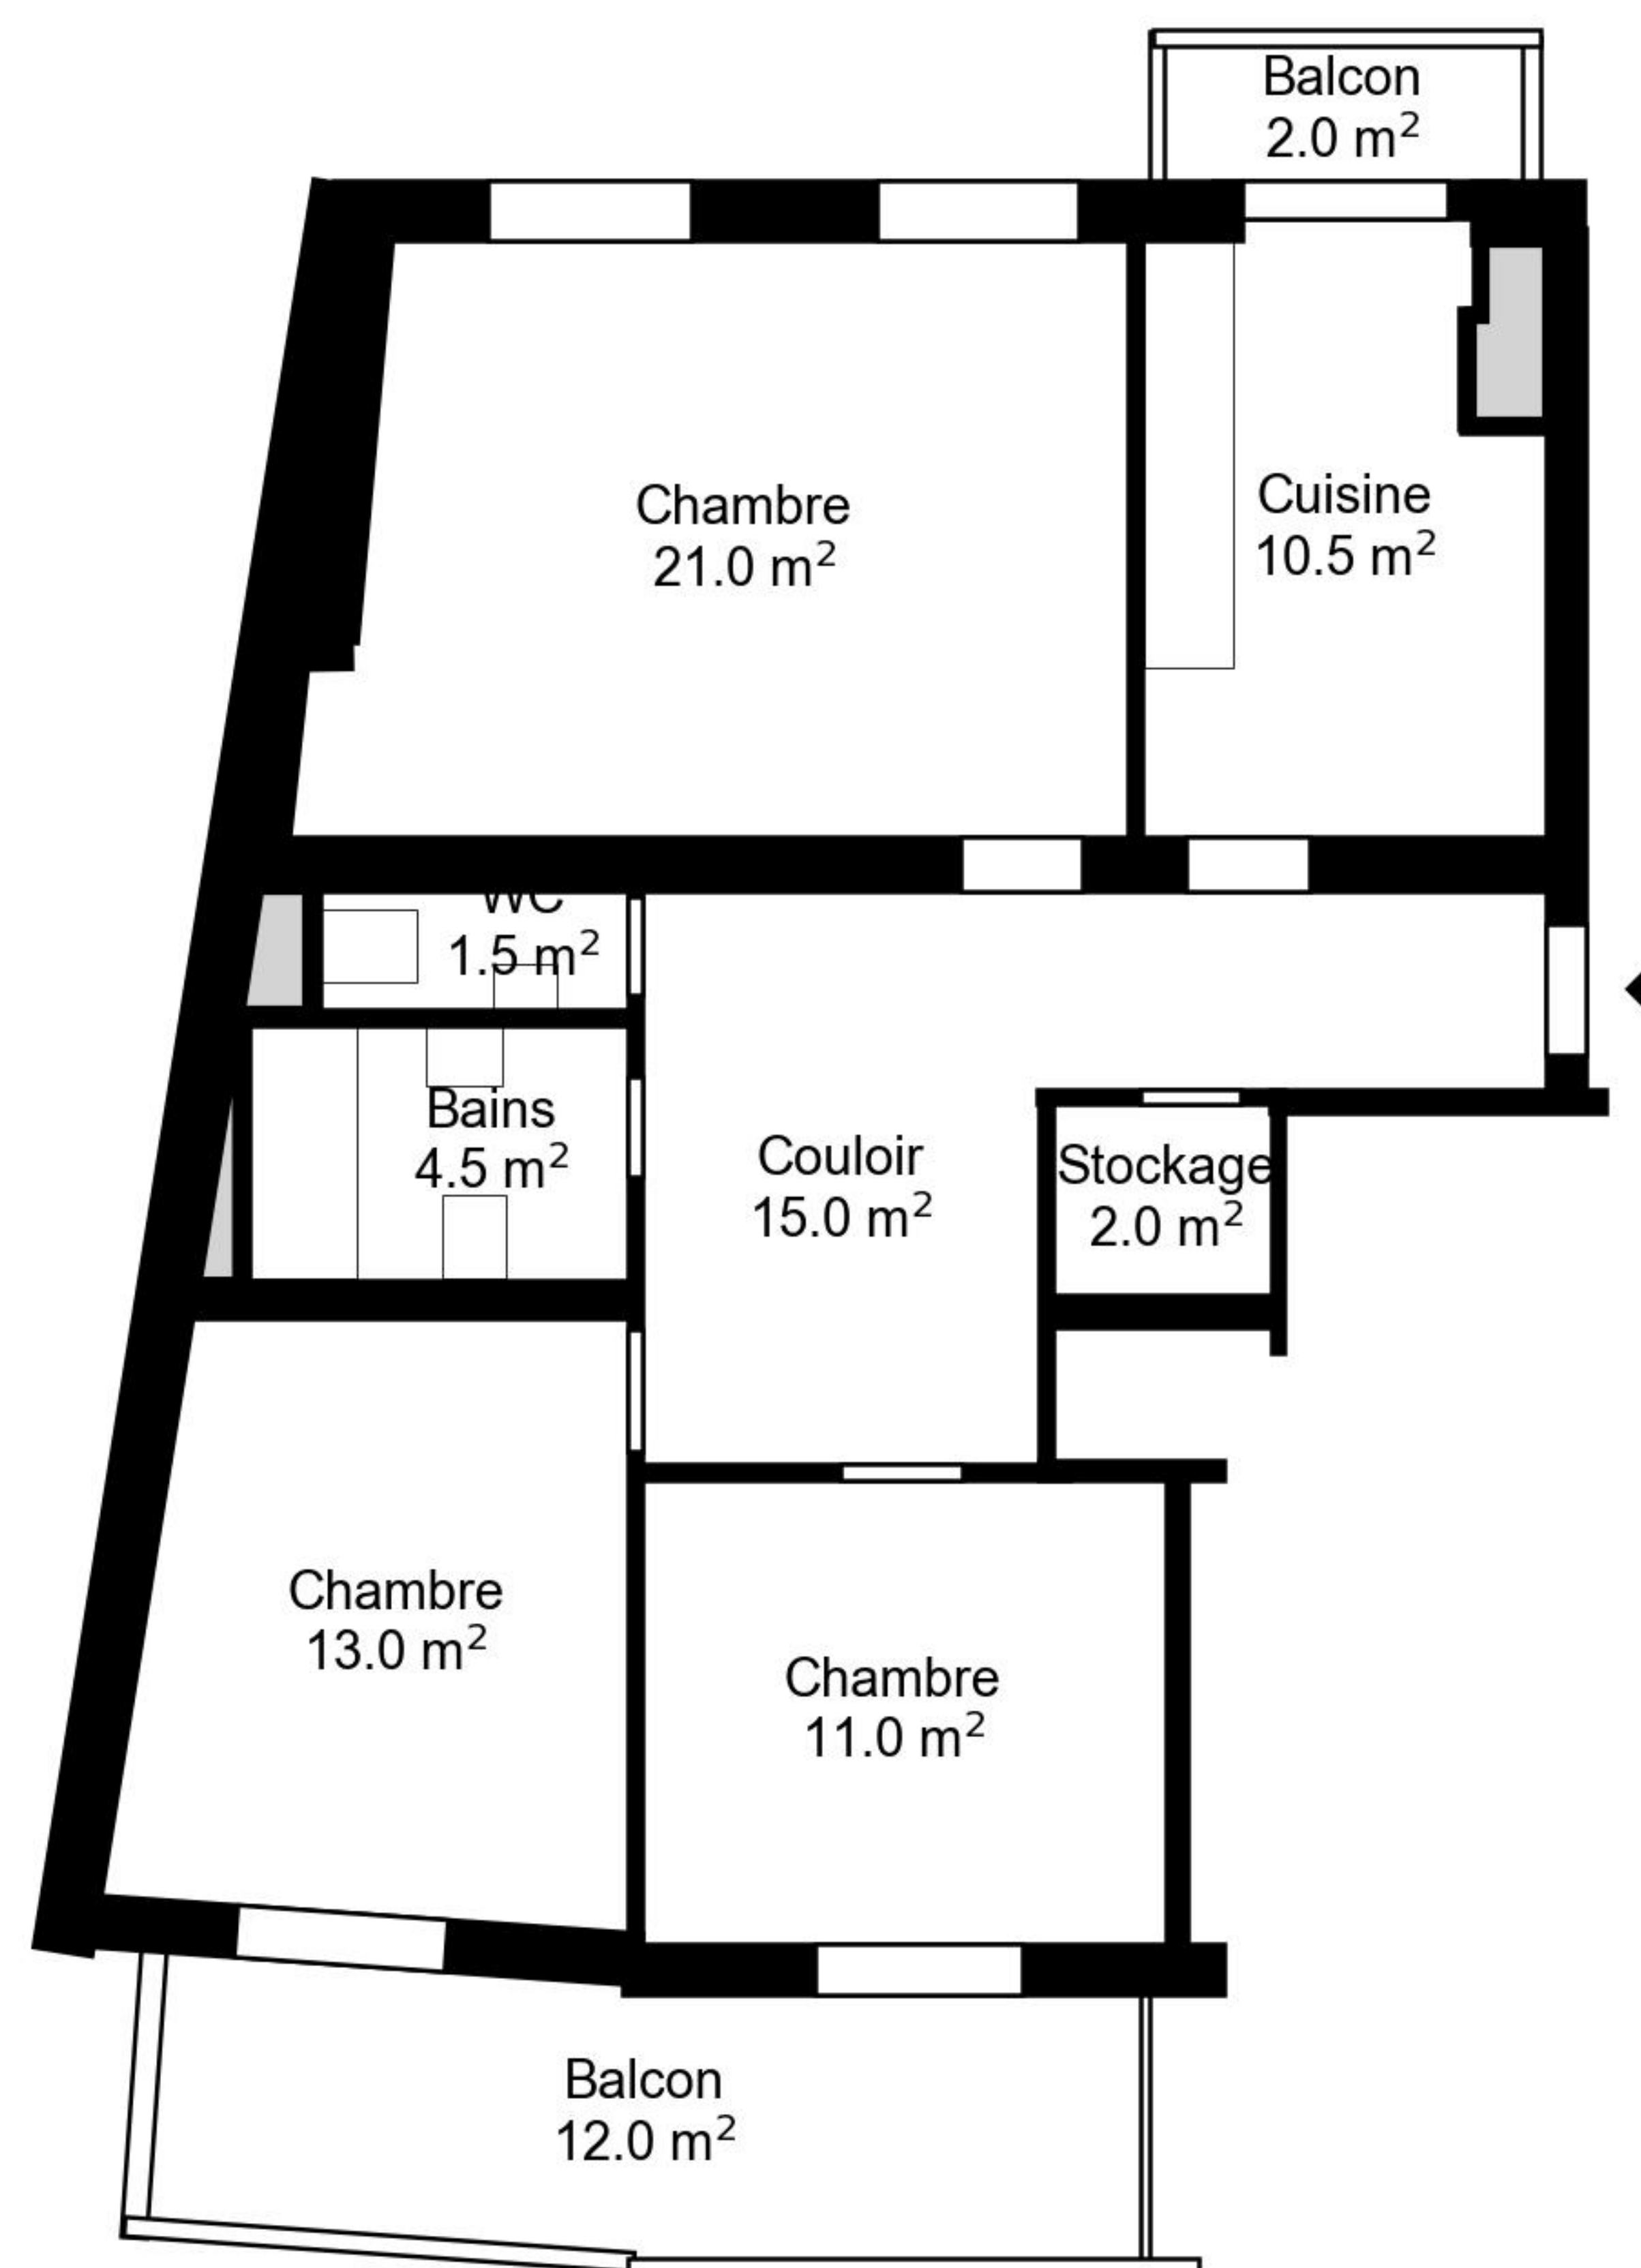 Balcon
2.0 m²
Chambre
21.0 m²
Cuisine
10.5 m²
WC
1.5 m²
Bains
4.5 m²
Couloir
15.0 m²
Stockage
2.0 m²
Chambre
13.0 m²
Chambre
11.0 m²
Balcon
12.0 m²